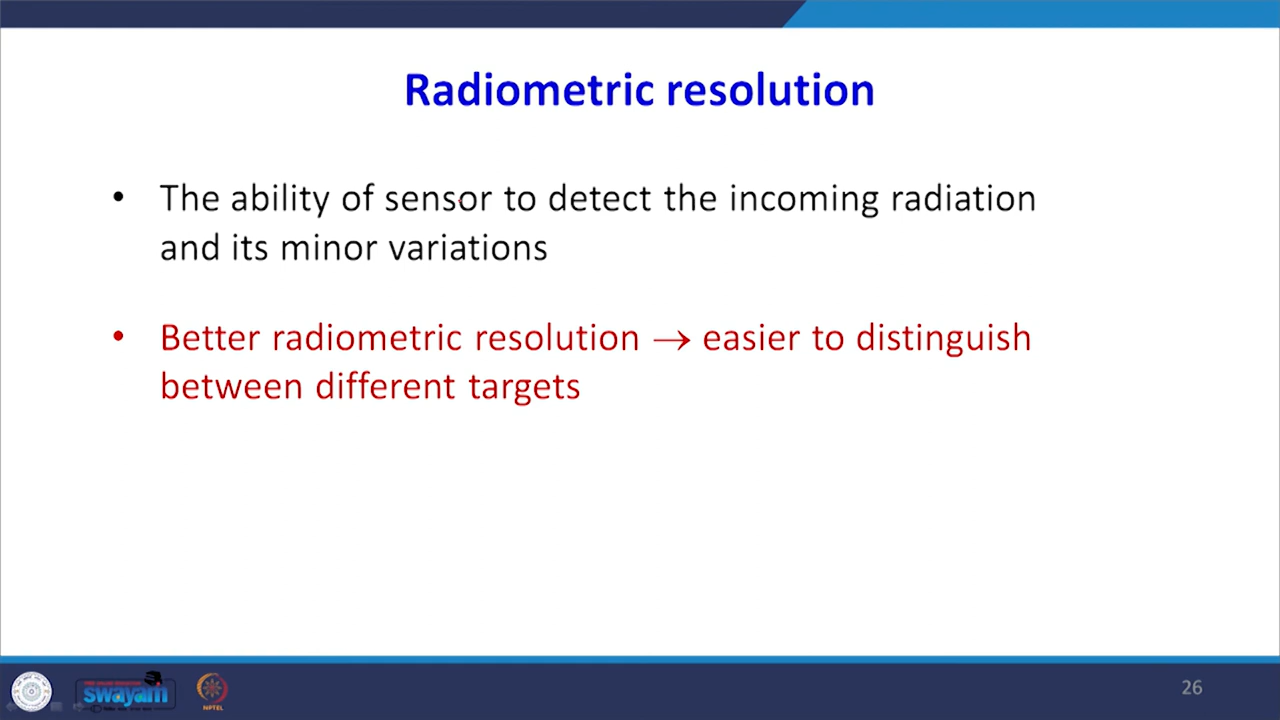 Radiometric resolution
• The ability of sensor to detect the incoming radiation
and its minor variations
• Better radiometric resolution → easier to distinguish
between different targets
swayam
NPTEL
26